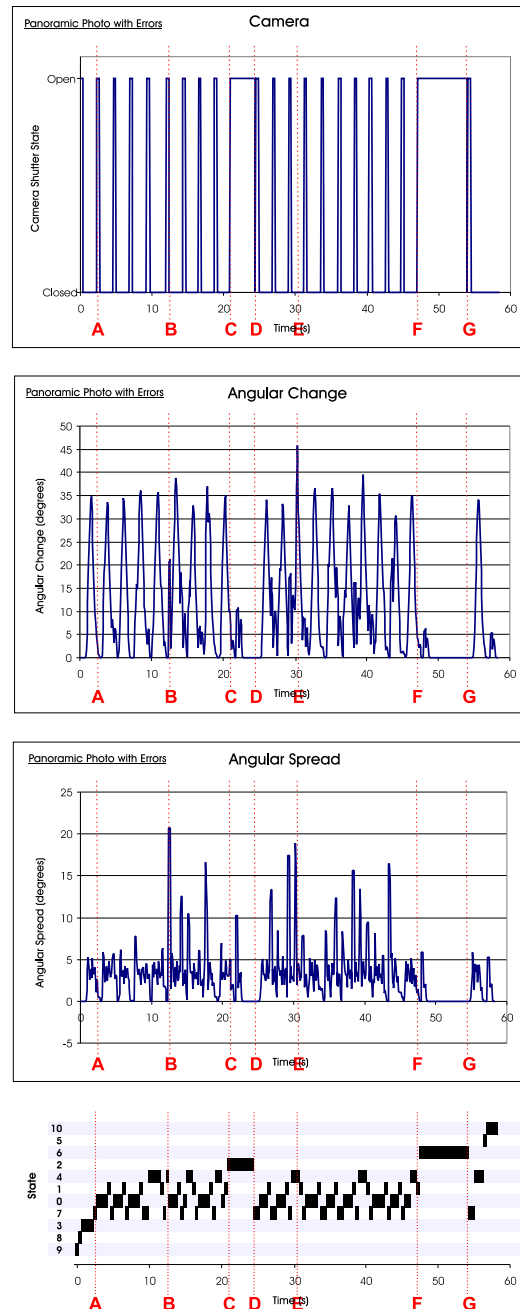 Panoramic Photo with Errors
Camera
Open
Camera Shutter State
Closed
0 10 20 30 40 50 60
Time (s)
A B C D E F G
Panoramic Photo with Errors
Angular Change
50
45
40
35
30
25
20
15
10
5
0
Angular Change (degrees)
0 10 20 30 40 50 60
Time (s)
A B C D E F G
Panoramic Photo with Errors
Angular Spread
25
20
15
10
5
0
-5
Angular Spread (degrees)
0 10 20 30 40 50 60
Time (s)
A B C D E F G
10
5
6
2
4
1
0
7
3
8
9
State
0 10 20 30 40 50 60
Time (s)
A B C D E F G